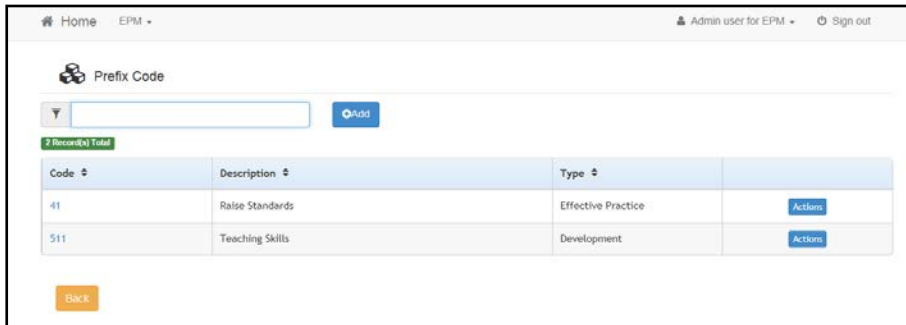 Home EPM Admin user for EPM Sign out
Prefix Code
Add
2 Record(s) Total
Code Description Type
41 Raise Standards Effective Practice Actions
511 Teaching Skills Development Actions
Back